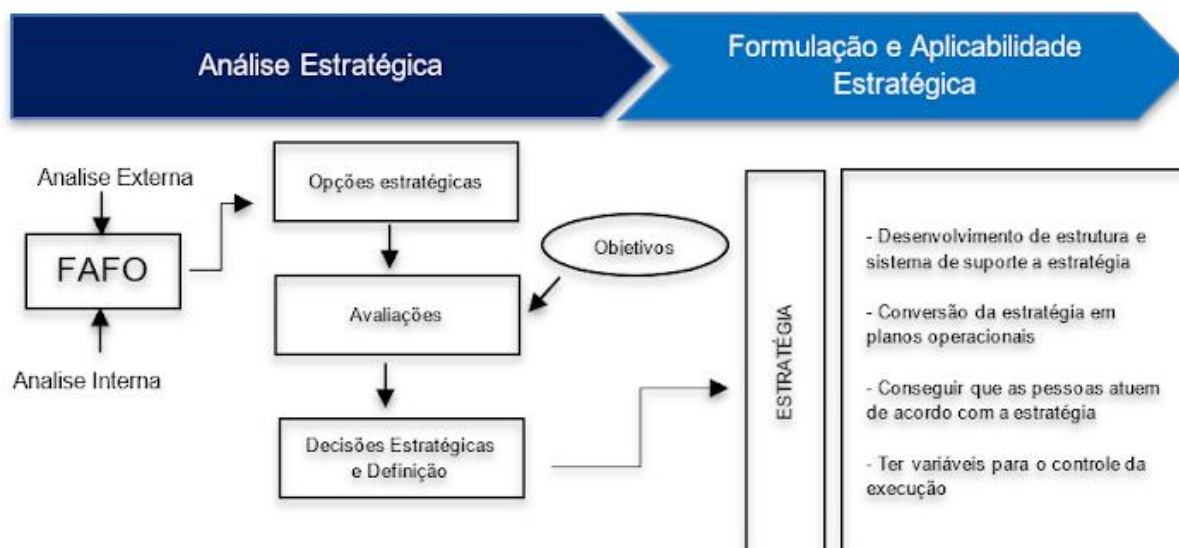 Análise Estratégica
Formulação e Aplicabilidade
Estratégica
Analise Externa
FAFO
Analise Interna
Opções estratégicas
Avaliações
Objetivos
Decisões Estratégicas
e Definição
ESTRATÉGIA
- Desenvolvimento de estrutura e
sistema de suporte a estratégia
- Conversão da estratégia em
planos operacionais
- Conseguir que as pessoas atuem
de acordo com a estratégia
- Ter variáveis para o controle da
execução